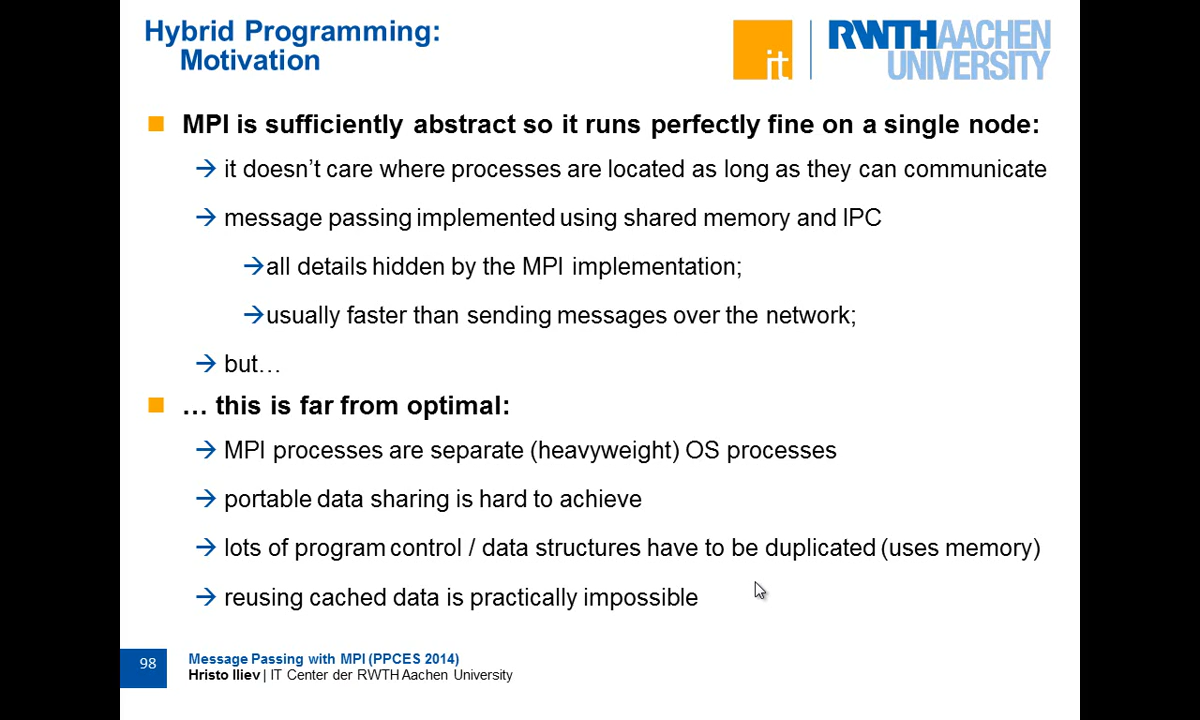 Hybrid Programming:
Motivation
it
RWTHAACHEN
UNIVERSITY
MPI is sufficiently abstract so it runs perfectly fine on a single node:
→ it doesn't care where processes are located as long as they can communicate
→ message passing implemented using shared memory and IPC
→ all details hidden by the MPI implementation;
→ usually faster than sending messages over the network;
→ but…
… this is far from optimal:
→ MPI processes are separate (heavyweight) OS processes
→ portable data sharing is hard to achieve
→ lots of program control / data structures have to be duplicated (uses memory)
→ reusing cached data is practically impossible
98
Message Passing with MPI (PPCES 2014)
Hristo Iliev | IT Center der RWTH Aachen University